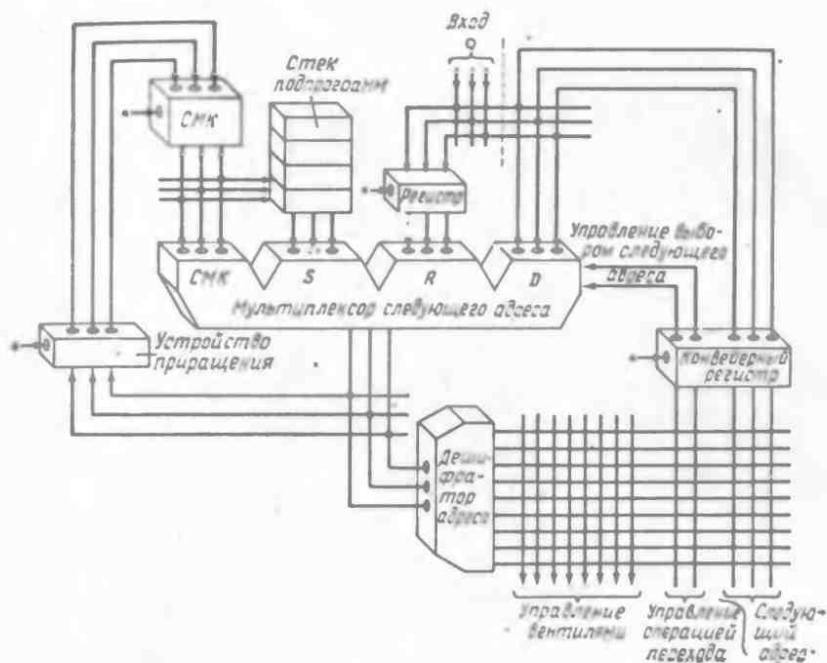 Вход
Стек
подпрограмм
СМК
Регистр
Управление выбо-
ром следующего
адреса
СМК
S
R
D
Мультиплексор следующего адреса
Устройство
приращения
Конвейерный
регистр
Деши-
фра-
тор
адреса
Управление
вентилями
Управление
операцией
перехода
Следую-
щий
адрес